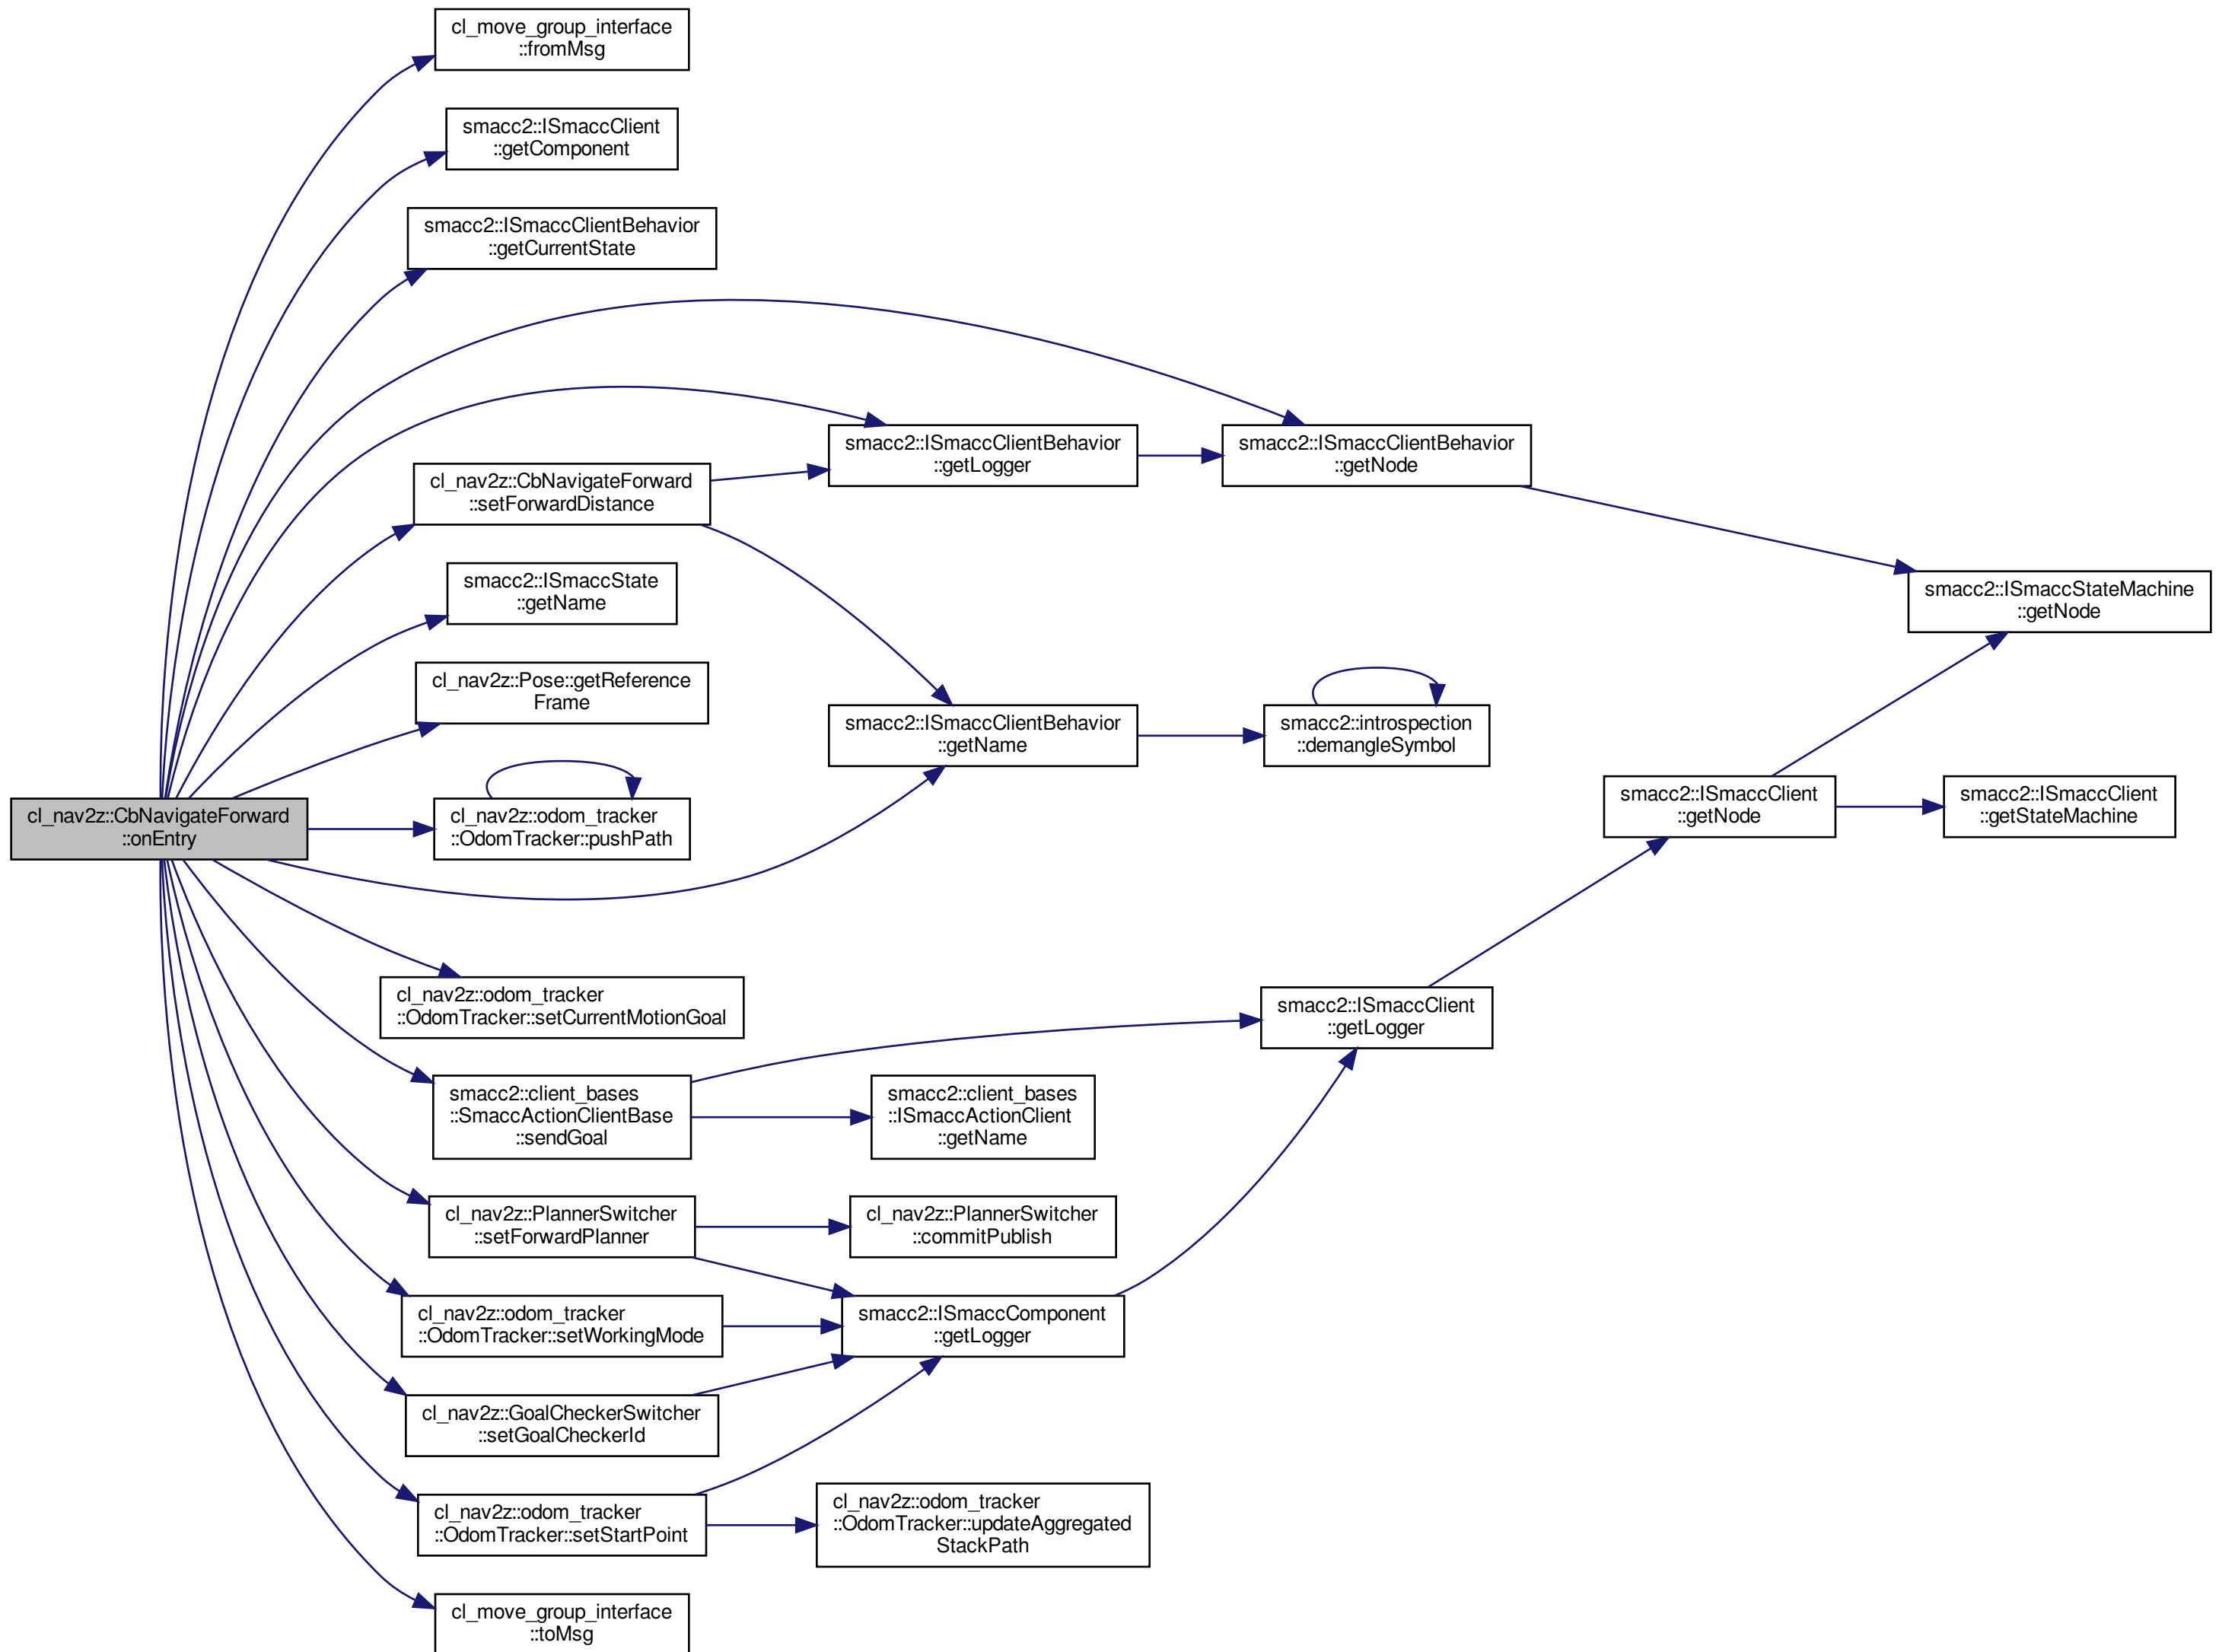 cl_move_group_interface
::fromMsg
smacc2::ISmaccClient
::getComponent
smacc2::ISmaccClientBehavior
::getCurrentState
smacc2::ISmaccClientBehavior
::getLogger
smacc2::ISmaccClientBehavior
::getNode
cl_nav2z::CbNavigateForward
::setForwardDistance
smacc2::ISmaccState
::getName
smacc2::ISmaccStateMachine
::getNode
cl_nav2z::Pose::getReference
Frame
smacc2::ISmaccClientBehavior
::getName
smacc2::introspection
::demangleSymbol
cl_nav2z::CbNavigateForward
::onEntry
cl_nav2z::odom_tracker
::OdomTracker::pushPath
smacc2::ISmaccClient
::getNode
smacc2::ISmaccClient
::getStateMachine
cl_nav2z::odom_tracker
::OdomTracker::setCurrentMotionGoal
smacc2::ISmaccClient
::getLogger
smacc2::client_bases
::SmaccActionClientBase
::sendGoal
smacc2::client_bases
::ISmaccActionClient
::getName
cl_nav2z::PlannerSwitcher
::setForwardPlanner
cl_nav2z::PlannerSwitcher
::commitPublish
cl_nav2z::odom_tracker
::OdomTracker::setWorkingMode
smacc2::ISmaccComponent
::getLogger
cl_nav2z::GoalCheckerSwitcher
::setGoalCheckerId
cl_nav2z::odom_tracker
::OdomTracker::setStartPoint
cl_nav2z::odom_tracker
::OdomTracker::updateAggregated
StackPath
cl_move_group_interface
::toMsg